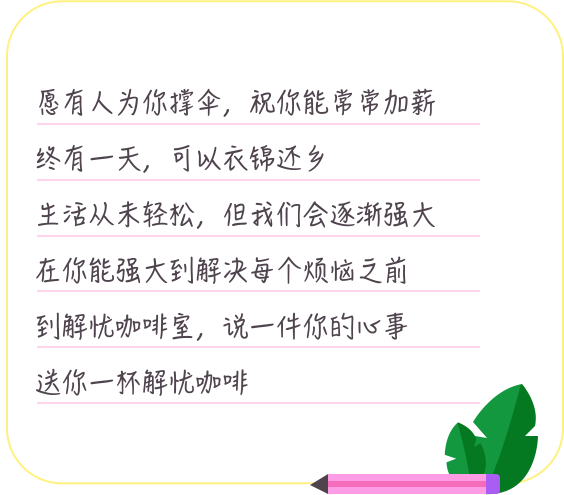 愿有人为你撑伞，祝你能常常加薪
终有一天，可以衣锦还乡
生活从未轻松，但我们会逐渐强大
在你能强大到解决每个烦恼之前
到解忧咖啡室，说一件你的心事
送你一杯解忧咖啡